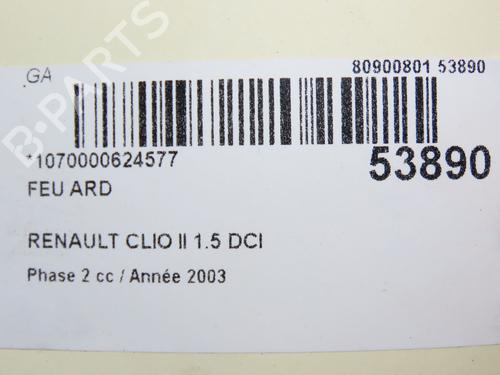 GA
80900801 53890
*1070000624577
53890
FEU ARD
RENAULT CLIO II 1.5 DCI
Phase 2 cc / Année 2003
B-PARTS